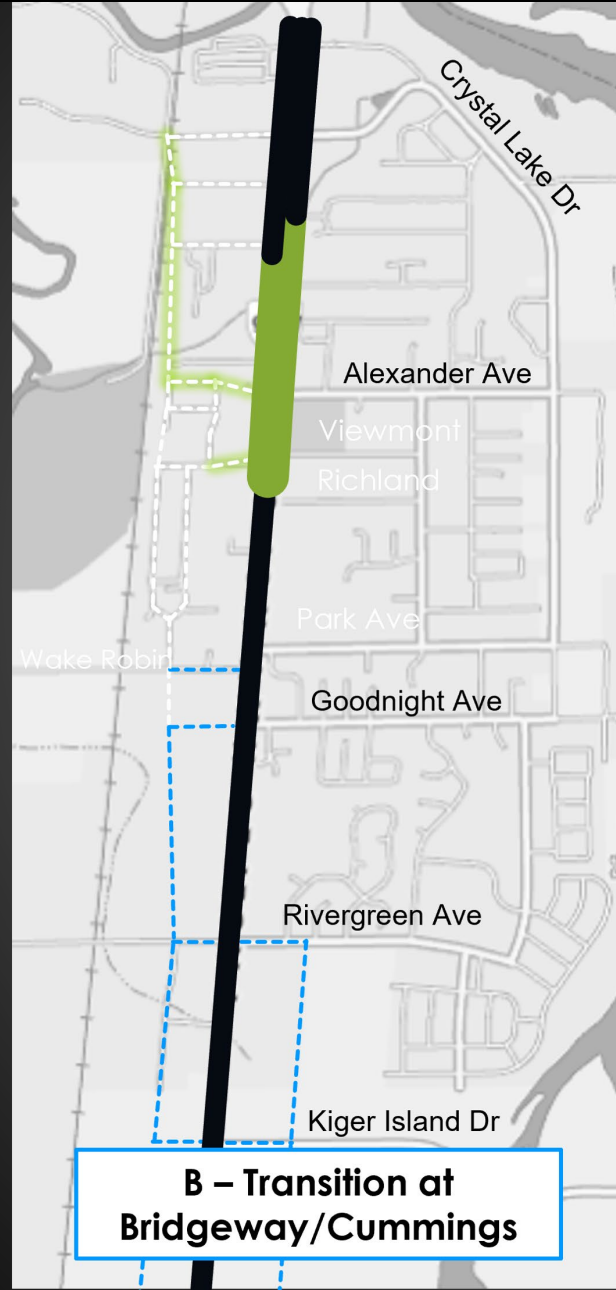 Crystal Lake Dr
Alexander Ave
Viewmont
Richland
Park Ave
Wake Robin
Goodnight Ave
Rivergreen Ave
Kiger Island Dr
B – Transition at
Bridgeway/Cummings